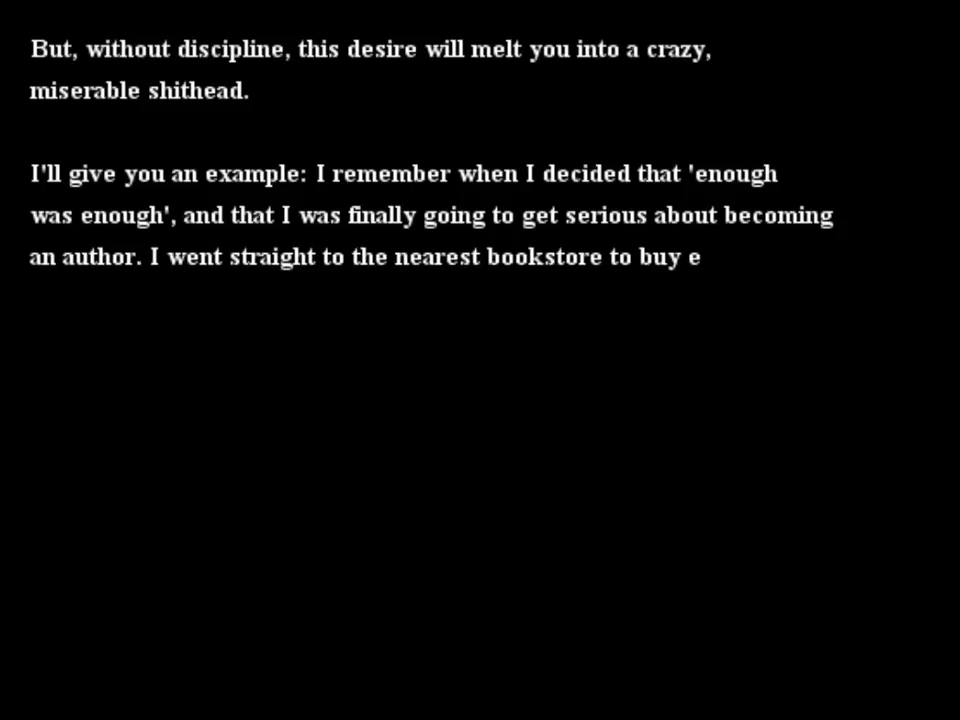 But, without discipline, this desire will melt you into a crazy,
miserable shithead.
I'll give you an example: I remember when I decided that 'enough
was enough', and that I was finally going to get serious about becoming
an author. I went straight to the nearest bookstore to buy e